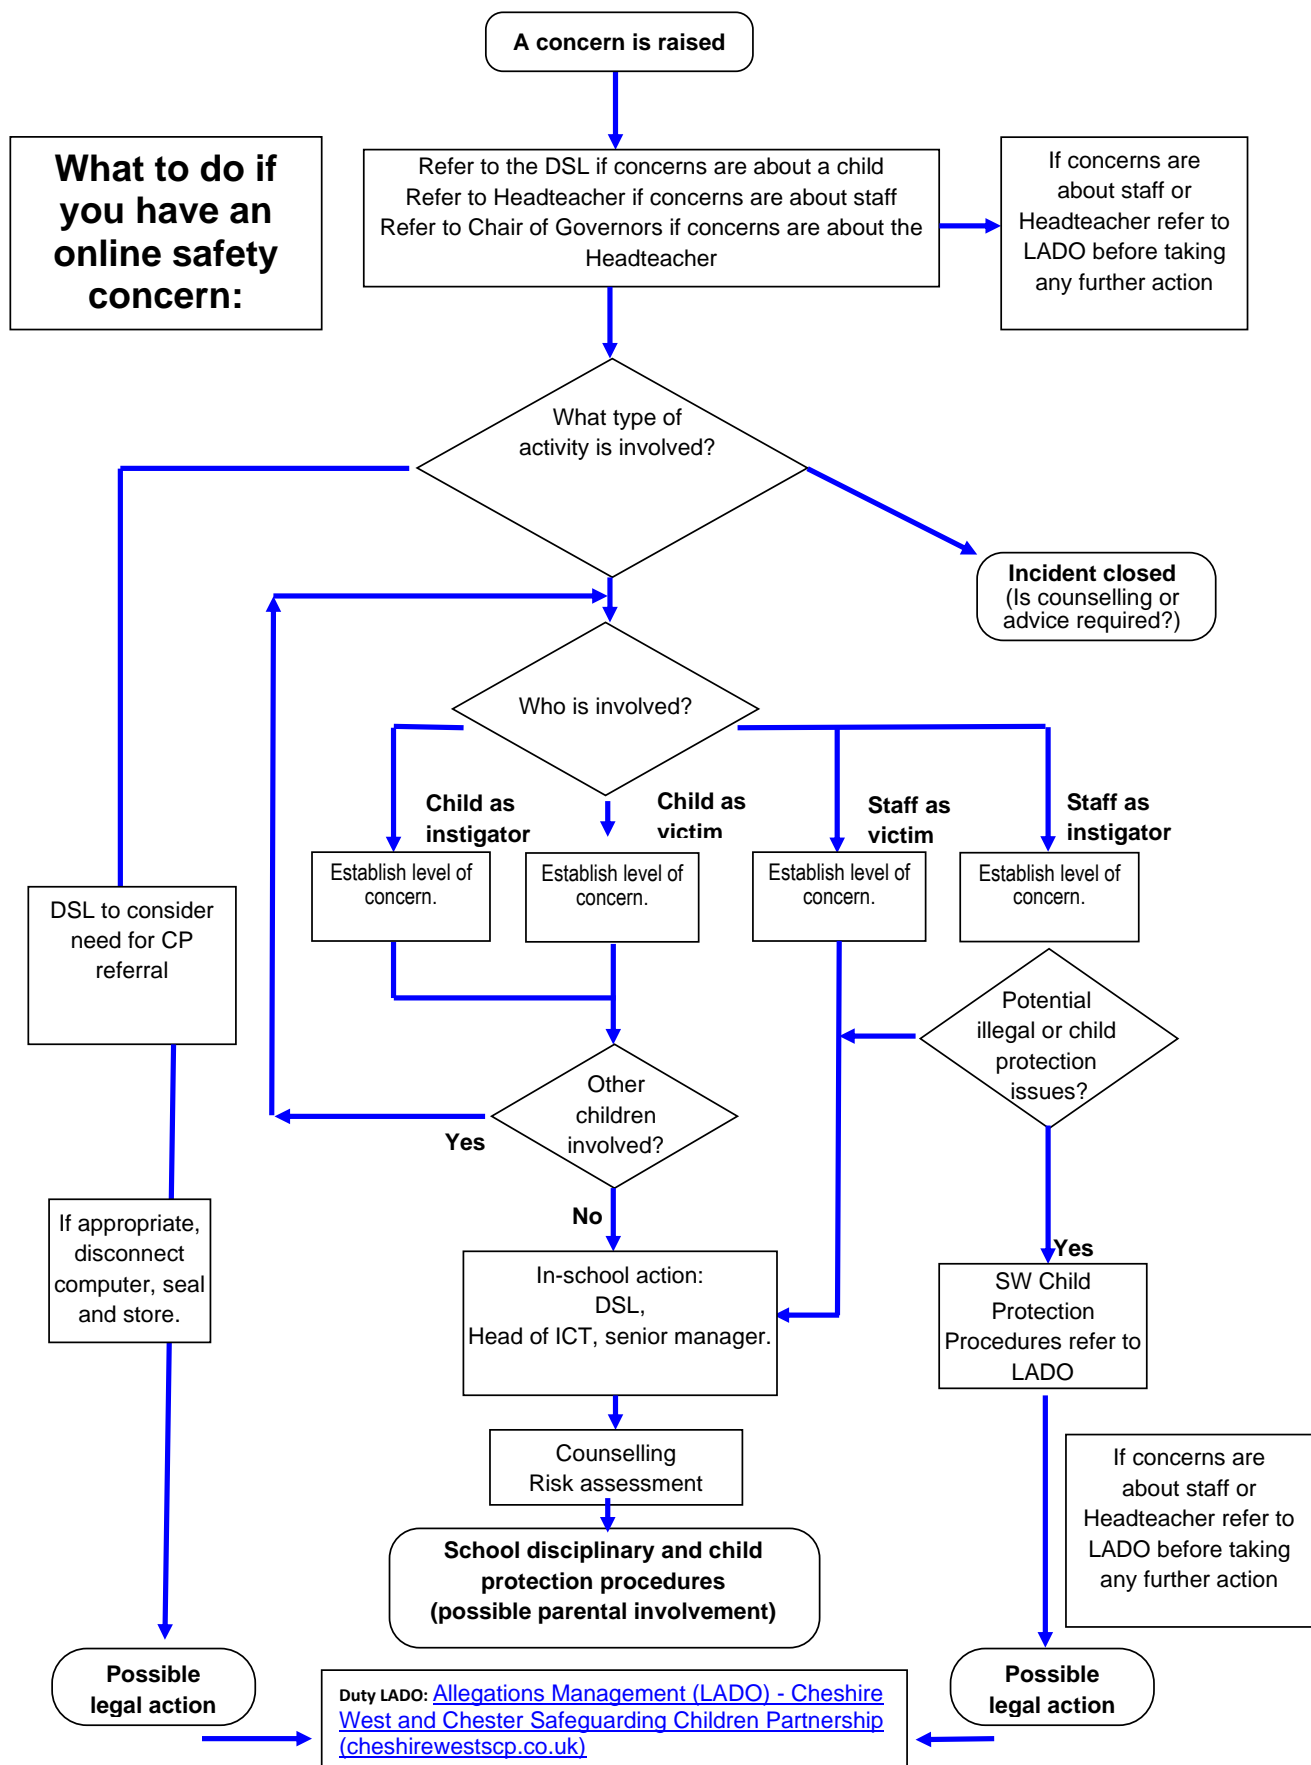 A concern is raised
What to do if
you have an
online safety
concern:
Refer to the DSL if concerns are about a child
Refer to Headteacher if concerns are about staff
Refer to Chair of Governors if concerns are about the
Headteacher
If concerns are
about staff or
Headteacher refer to
LADO before taking
any further action
What type of
activity is involved?
Incident closed
(Is counselling or
advice required?)
Who is involved?
Child as
instigator
Child as
victim
Staff as
victim
Staff as
instigator
Establish level of
concern.
Establish level of
concern.
Establish level of
concern.
Establish level of
concern.
DSL to consider
need for CP
referral
Potential
illegal or child
protection
issues?
Other
children
involved?
Yes
No
If appropriate,
disconnect
computer, seal
and store.
In-school action:
DSL,
Head of ICT, senior manager.
Yes
SW Child
Protection
Procedures refer to
LADO
Counselling
Risk assessment
If concerns are
about staff or
Headteacher refer to
LADO before taking
any further action
School disciplinary and child
protection procedures
(possible parental involvement)
Possible
legal action
Possible
legal action
Duty LADO: Allegations Management (LADO) - Cheshire
West and Chester Safeguarding Children Partnership
(cheshirewestscp.co.uk)